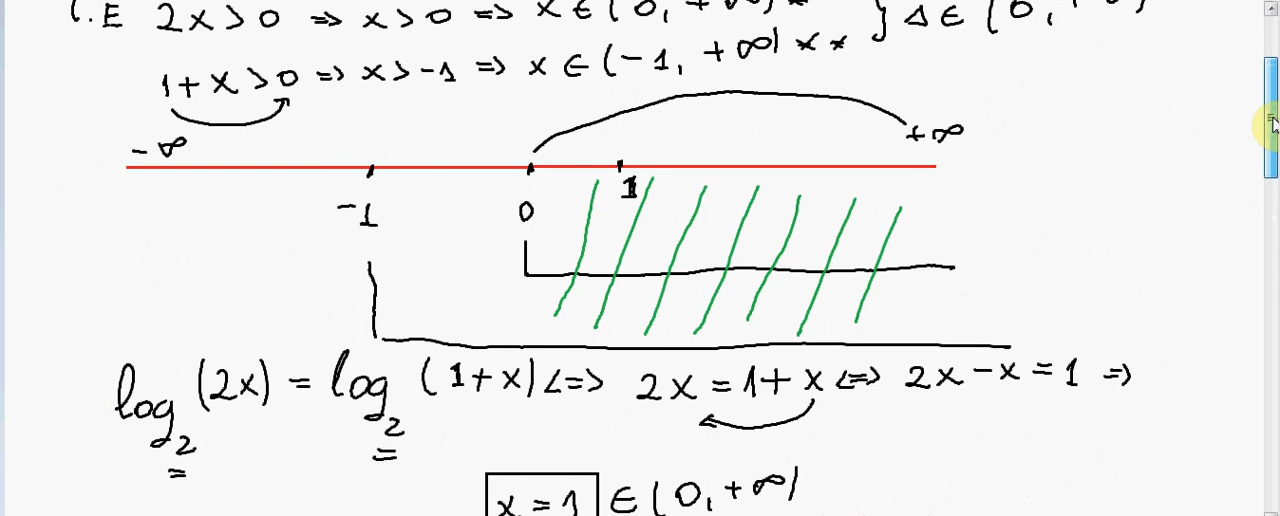 C.E 2x > 0 => x > 0 => x ∈ (0, +∞) *
1 + x > 0 => x > -1 => x ∈ (-1, +∞) * * } Δ ∈ (0, +∞)
-∞ +∞
-1 0 1
log₂ (2x) = log₂ (1+x) <=> 2x = 1+x <=> 2x - x = 1 =>
x = 1 ∈ (0, +∞)